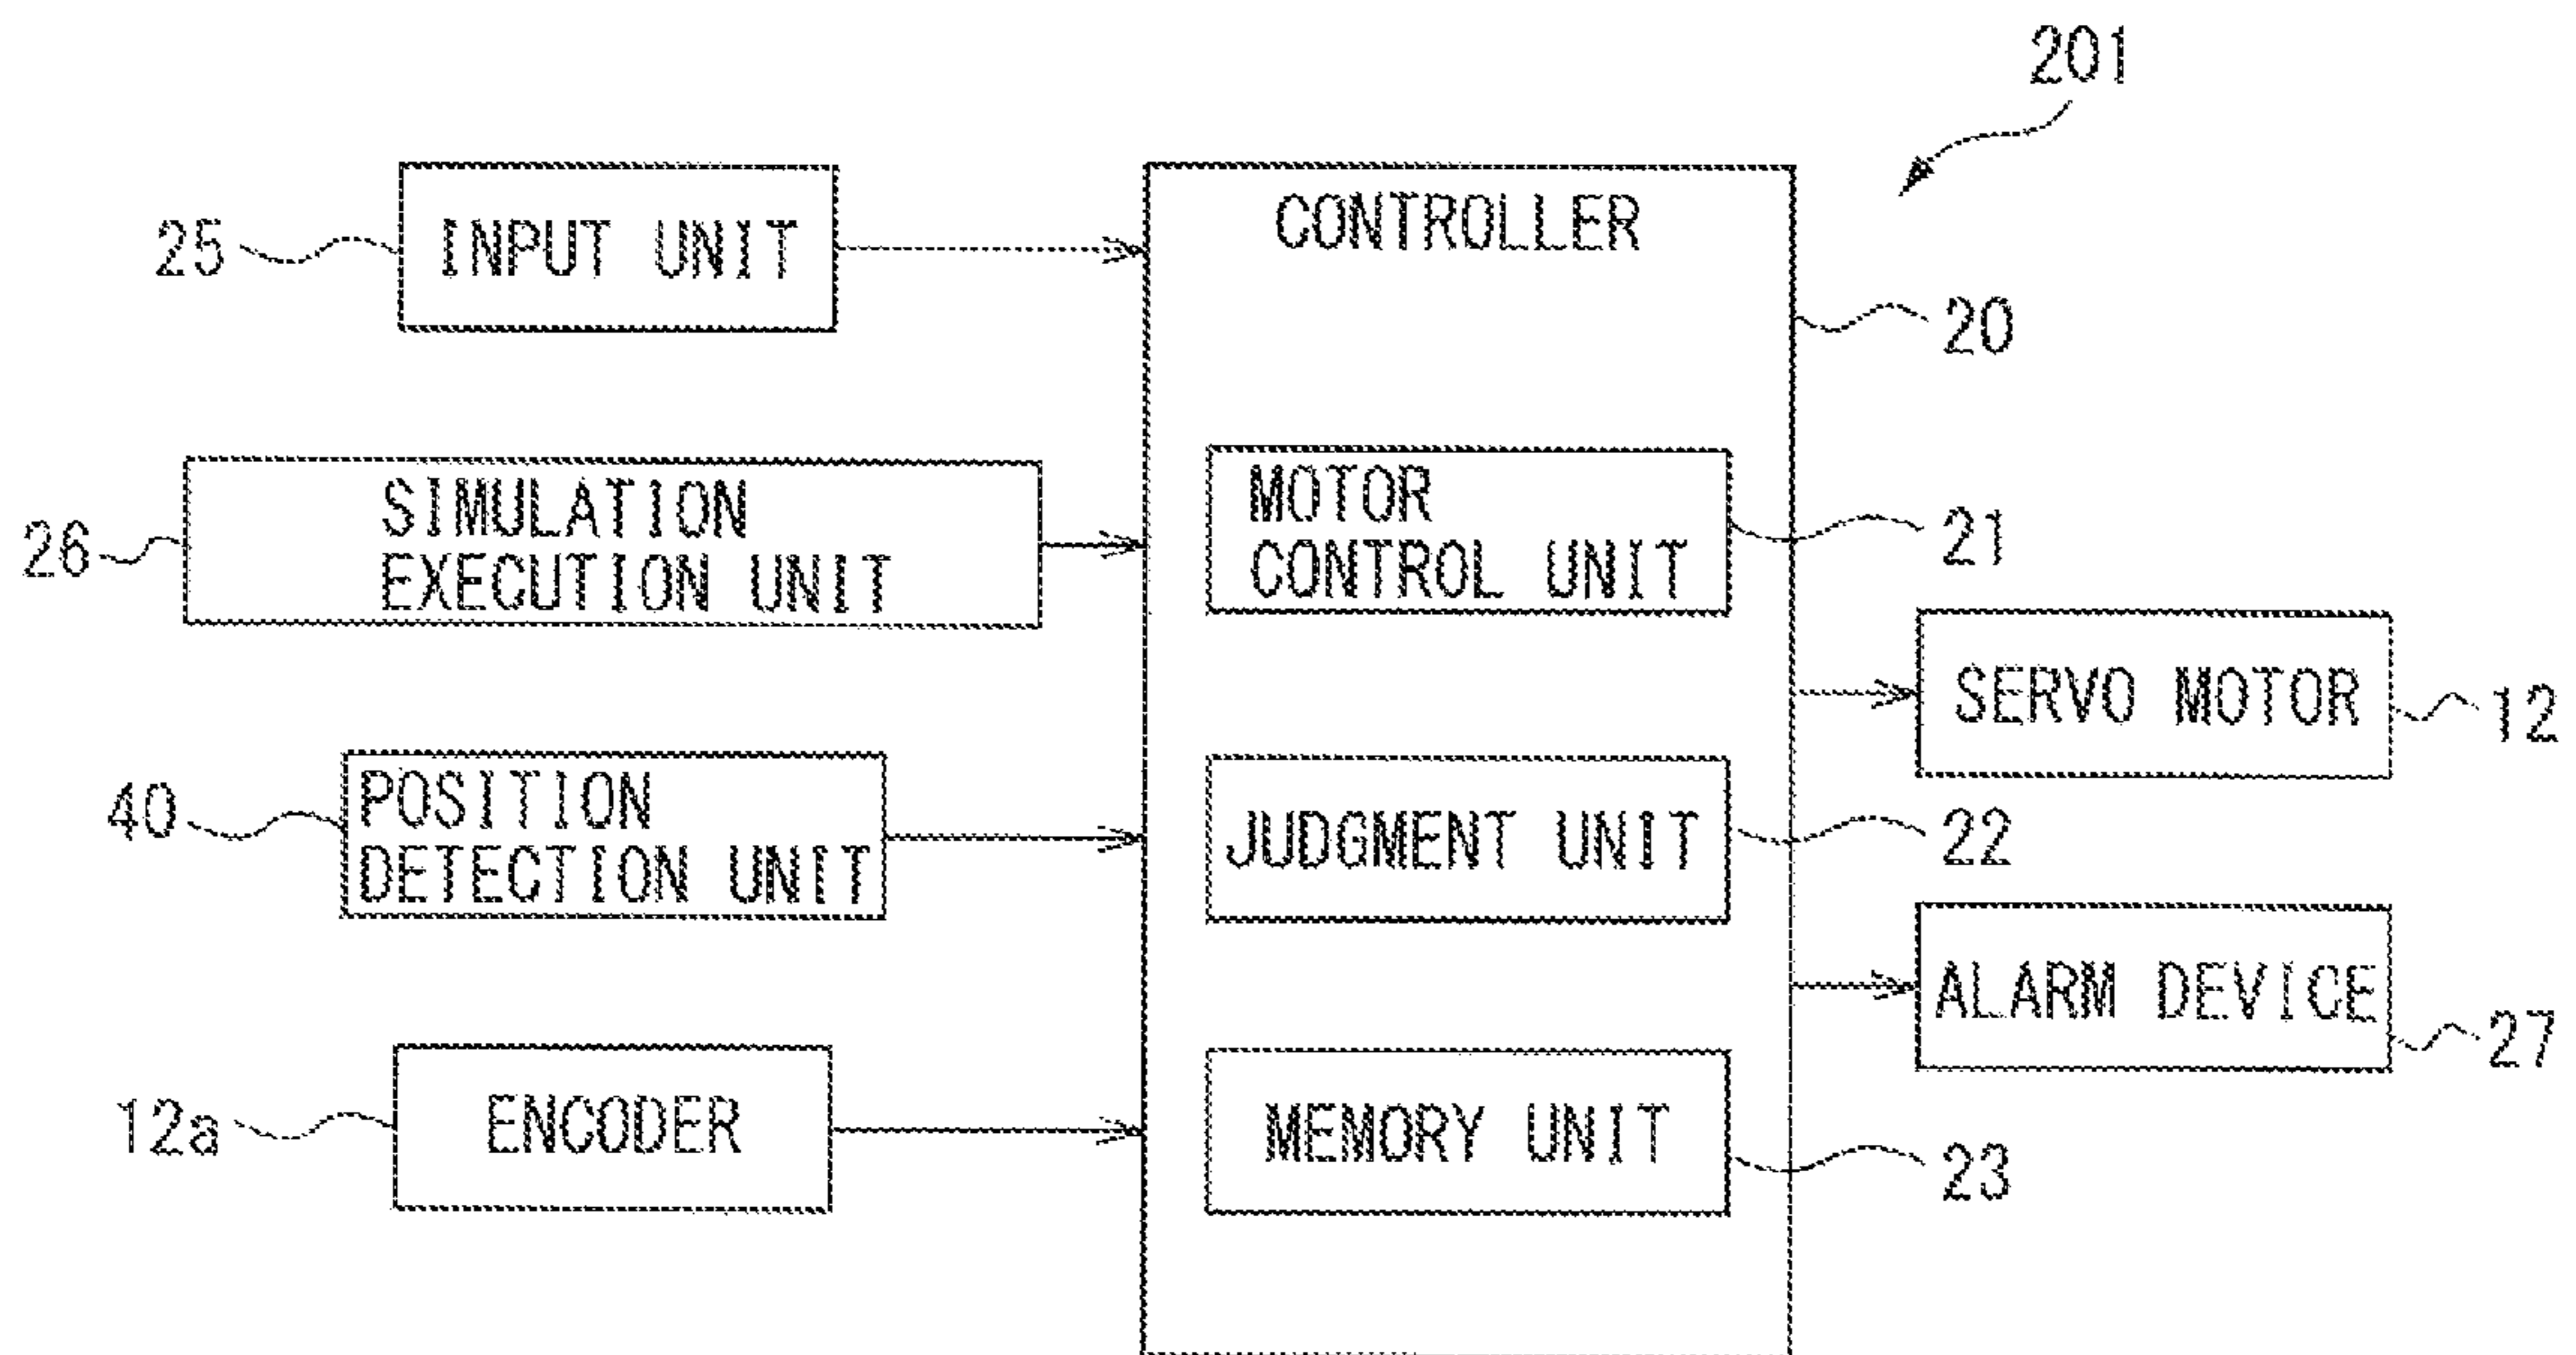 201
25
INPUT UNIT
CONTROLLER
20
26
SIMULATION
EXECUTION UNIT
MOTOR
CONTROL UNIT
21
SERVO MOTOR
12
40
POSITION
DETECTION UNIT
JUDGMENT UNIT
22
ALARM DEVICE
27
12a
ENCODER
MEMORY UNIT
23